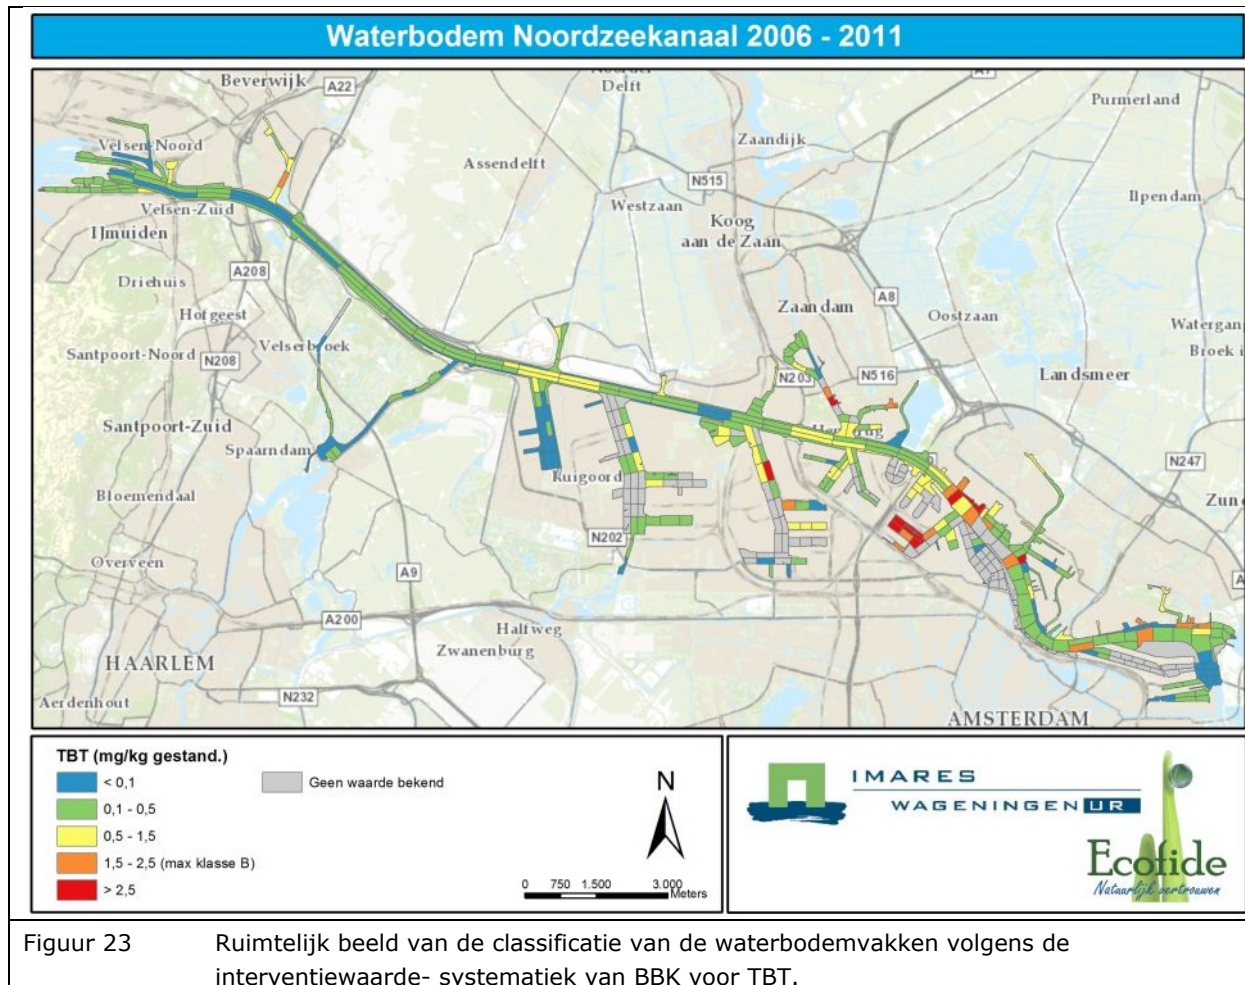 Waterbodem Noordzeekanaal 2006 - 2011
Beverwijk
A22
Delft
A7
Purmerland
Velsen-Noord
Zaandijk
Assendelft
N515
Ilpendam
Velsen-Zuid
Westzaan
Koog
aan de Zaan
IJmuiden
A208
Driehuis
A8
Zaandam
Oostzaan
Hofgeest
Watergan
Santpoort-Noord
N208
Velserbroek
Broek i
N203
N516
Landsmeer
Santpoort-Zuid
Spaarndam
N247
Ruigoord
Bloemendaal
Zun
N202
Overveen
A9
A200
Halfweg
Zwanenburg
HAARLEM
N232
Aerdenhout
AMSTERDAM
TBT (mg/kg gestand.)
< 0,1
Geen waarde bekend
0,1 - 0,5
0,5 - 1,5
1,5 - 2,5 (max klasse B)
> 2,5
N
0 750 1.500 3.000
Meters
IMARES
WAGENINGEN UR
Ecofide
Natuurlijk vertrouwen
Figuur 23 Ruimtelijk beeld van de classificatie van de waterbodemvakken volgens de
interventiewaarde- systematiek van BBK voor TBT.